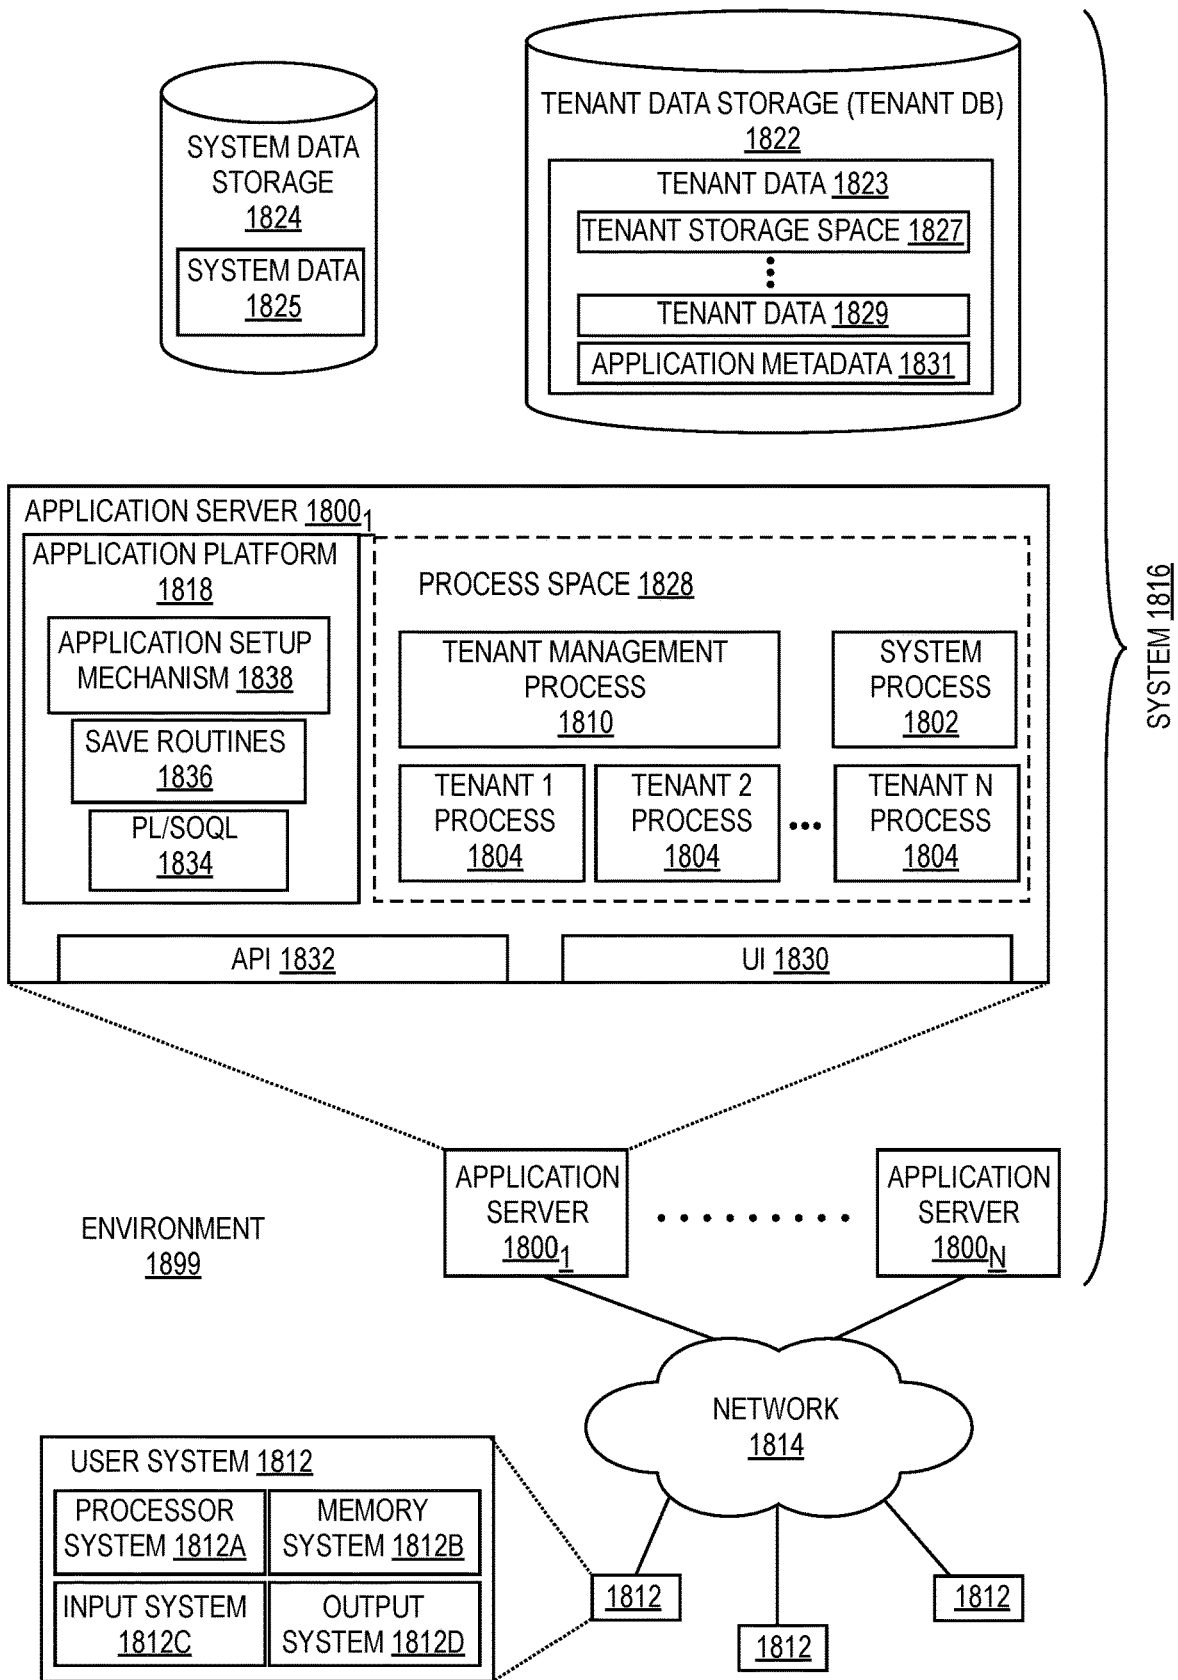 SYSTEM DATA
STORAGE
1824
SYSTEM DATA
1825
TENANT DATA STORAGE (TENANT DB)
1822
TENANT DATA 1823
TENANT STORAGE SPACE 1827
TENANT DATA 1829
APPLICATION METADATA 1831
SYSTEM 1816
APPLICATION SERVER 1800₁
APPLICATION PLATFORM
1818
APPLICATION SETUP
MECHANISM 1838
SAVE ROUTINES
1836
PL/SOQL
1834
PROCESS SPACE 1828
TENANT MANAGEMENT
PROCESS
1810
SYSTEM
PROCESS
1802
TENANT 1
PROCESS
1804
TENANT 2
PROCESS
1804
TENANT N
PROCESS
1804
API 1832
UI 1830
APPLICATION
SERVER
1800₁
APPLICATION
SERVER
1800N
ENVIRONMENT
1899
NETWORK
1814
USER SYSTEM 1812
PROCESSOR
SYSTEM 1812A
MEMORY
SYSTEM 1812B
INPUT SYSTEM
1812C
OUTPUT
SYSTEM 1812D
1812
1812
1812